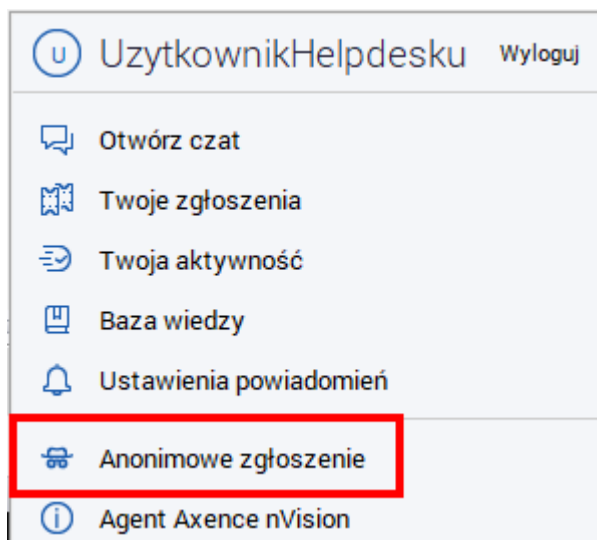 U UzytkownikHelpdesku Wyloguj
Otwórz czat
Twoje zgłoszenia
Twoja aktywność
Baza wiedzy
Ustawienia powiadomień
Anonimowe zgłoszenie
Agent Axence nVision